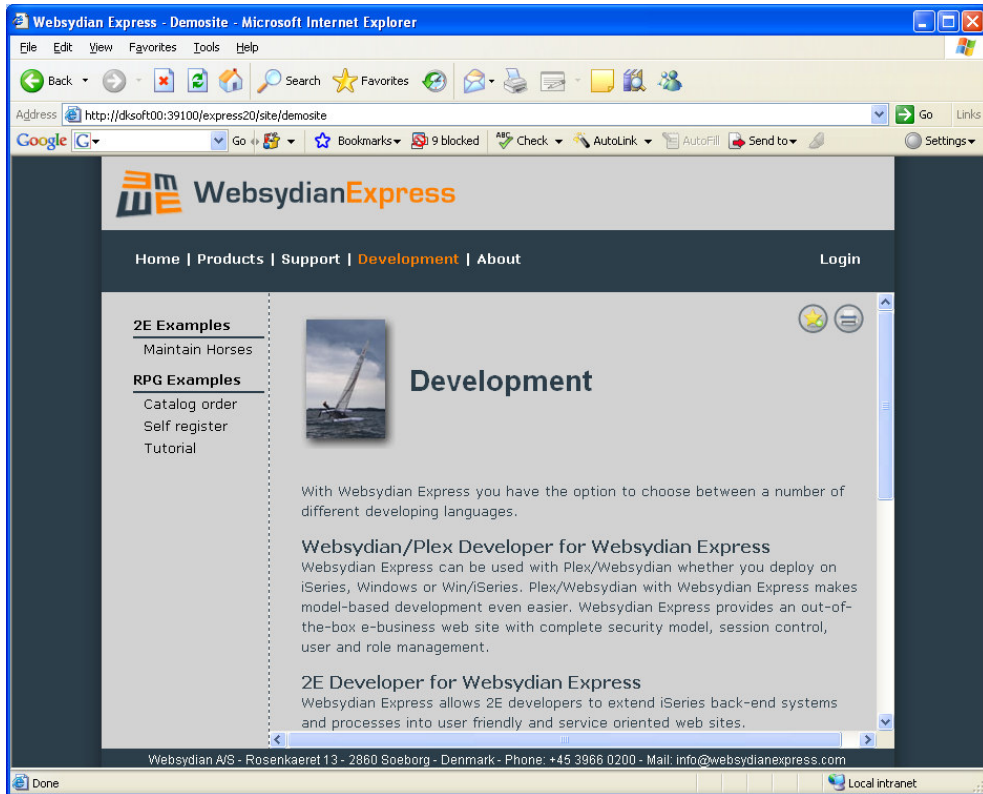 Websydian Express - Demosite - Microsoft Internet Explorer
File Edit View Favorites Tools Help
Back Search Favorites
Address http://dksoft00:39100/express20/site/demosite Go Links
Google G Go Bookmarks 9 blocked ABC Check AutoLink AutoFill Send to Settings
WebsydianExpress
Home | Products | Support | Development | About Login
2E Examples
Maintain Horses
RPG Examples
Catalog order
Self register
Tutorial
Development
With Websydian Express you have the option to choose between a number of
different developing languages.
Websydian/Plex Developer for Websydian Express
Websydian Express can be used with Plex/Websydian whether you deploy on
iSeries, Windows or Win/iSeries. Plex/Websydian with Websydian Express makes
model-based development even easier. Websydian Express provides an out-of-
the-box e-business web site with complete security model, session control,
user and role management.
2E Developer for Websydian Express
Websydian Express allows 2E developers to extend iSeries back-end systems
and processes into user friendly and service oriented web sites.
Websydian A/S - Rosenkaeret 13 - 2860 Soeborg - Denmark - Phone: +45 3966 0200 - Mail: info@websydianexpress.com
Done Local intranet